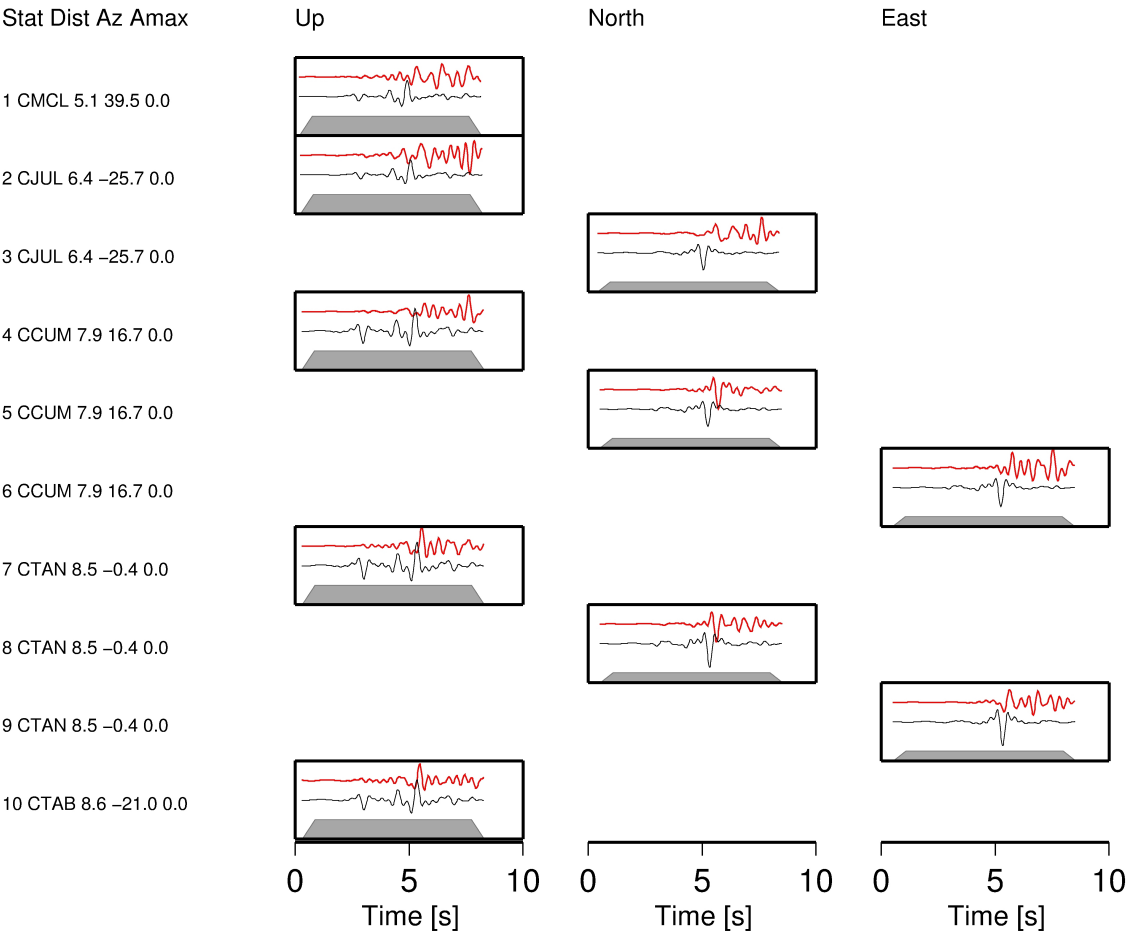 Stat Dist Az Amax Up North East
1 CMCL 5.1 39.5 0.0
2 CJUL 6.4 −25.7 0.0
3 CJUL 6.4 −25.7 0.0
4 CCUM 7.9 16.7 0.0
5 CCUM 7.9 16.7 0.0
6 CCUM 7.9 16.7 0.0
7 CTAN 8.5 −0.4 0.0
8 CTAN 8.5 −0.4 0.0
9 CTAN 8.5 −0.4 0.0
10 CTAB 8.6 −21.0 0.0
0 5 10 0 5 10 0 5 10
Time [s] Time [s] Time [s]